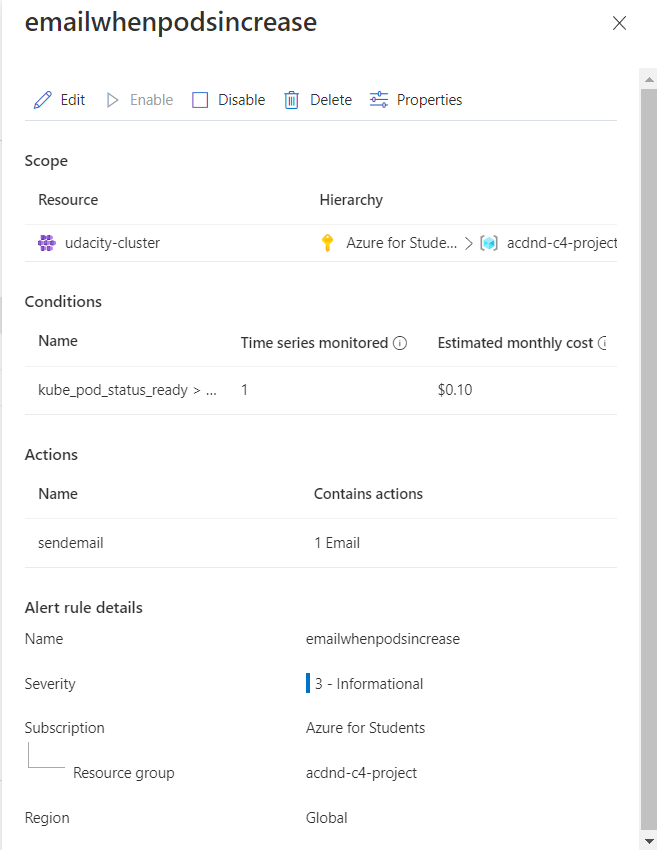 emailwhenpodsincrease
Edit Enable Disable Delete Properties
Scope
Resource Hierarchy
udacity-cluster Azure for Stude... > acdnd-c4-project
Conditions
Name Time series monitored Estimated monthly cost
kube_pod_status_ready > ... 1 $0.10
Actions
Name Contains actions
sendemail 1 Email
Alert rule details
Name emailwhenpodsincrease
Severity 3 - Informational
Subscription Azure for Students
Resource group acdnd-c4-project
Region Global